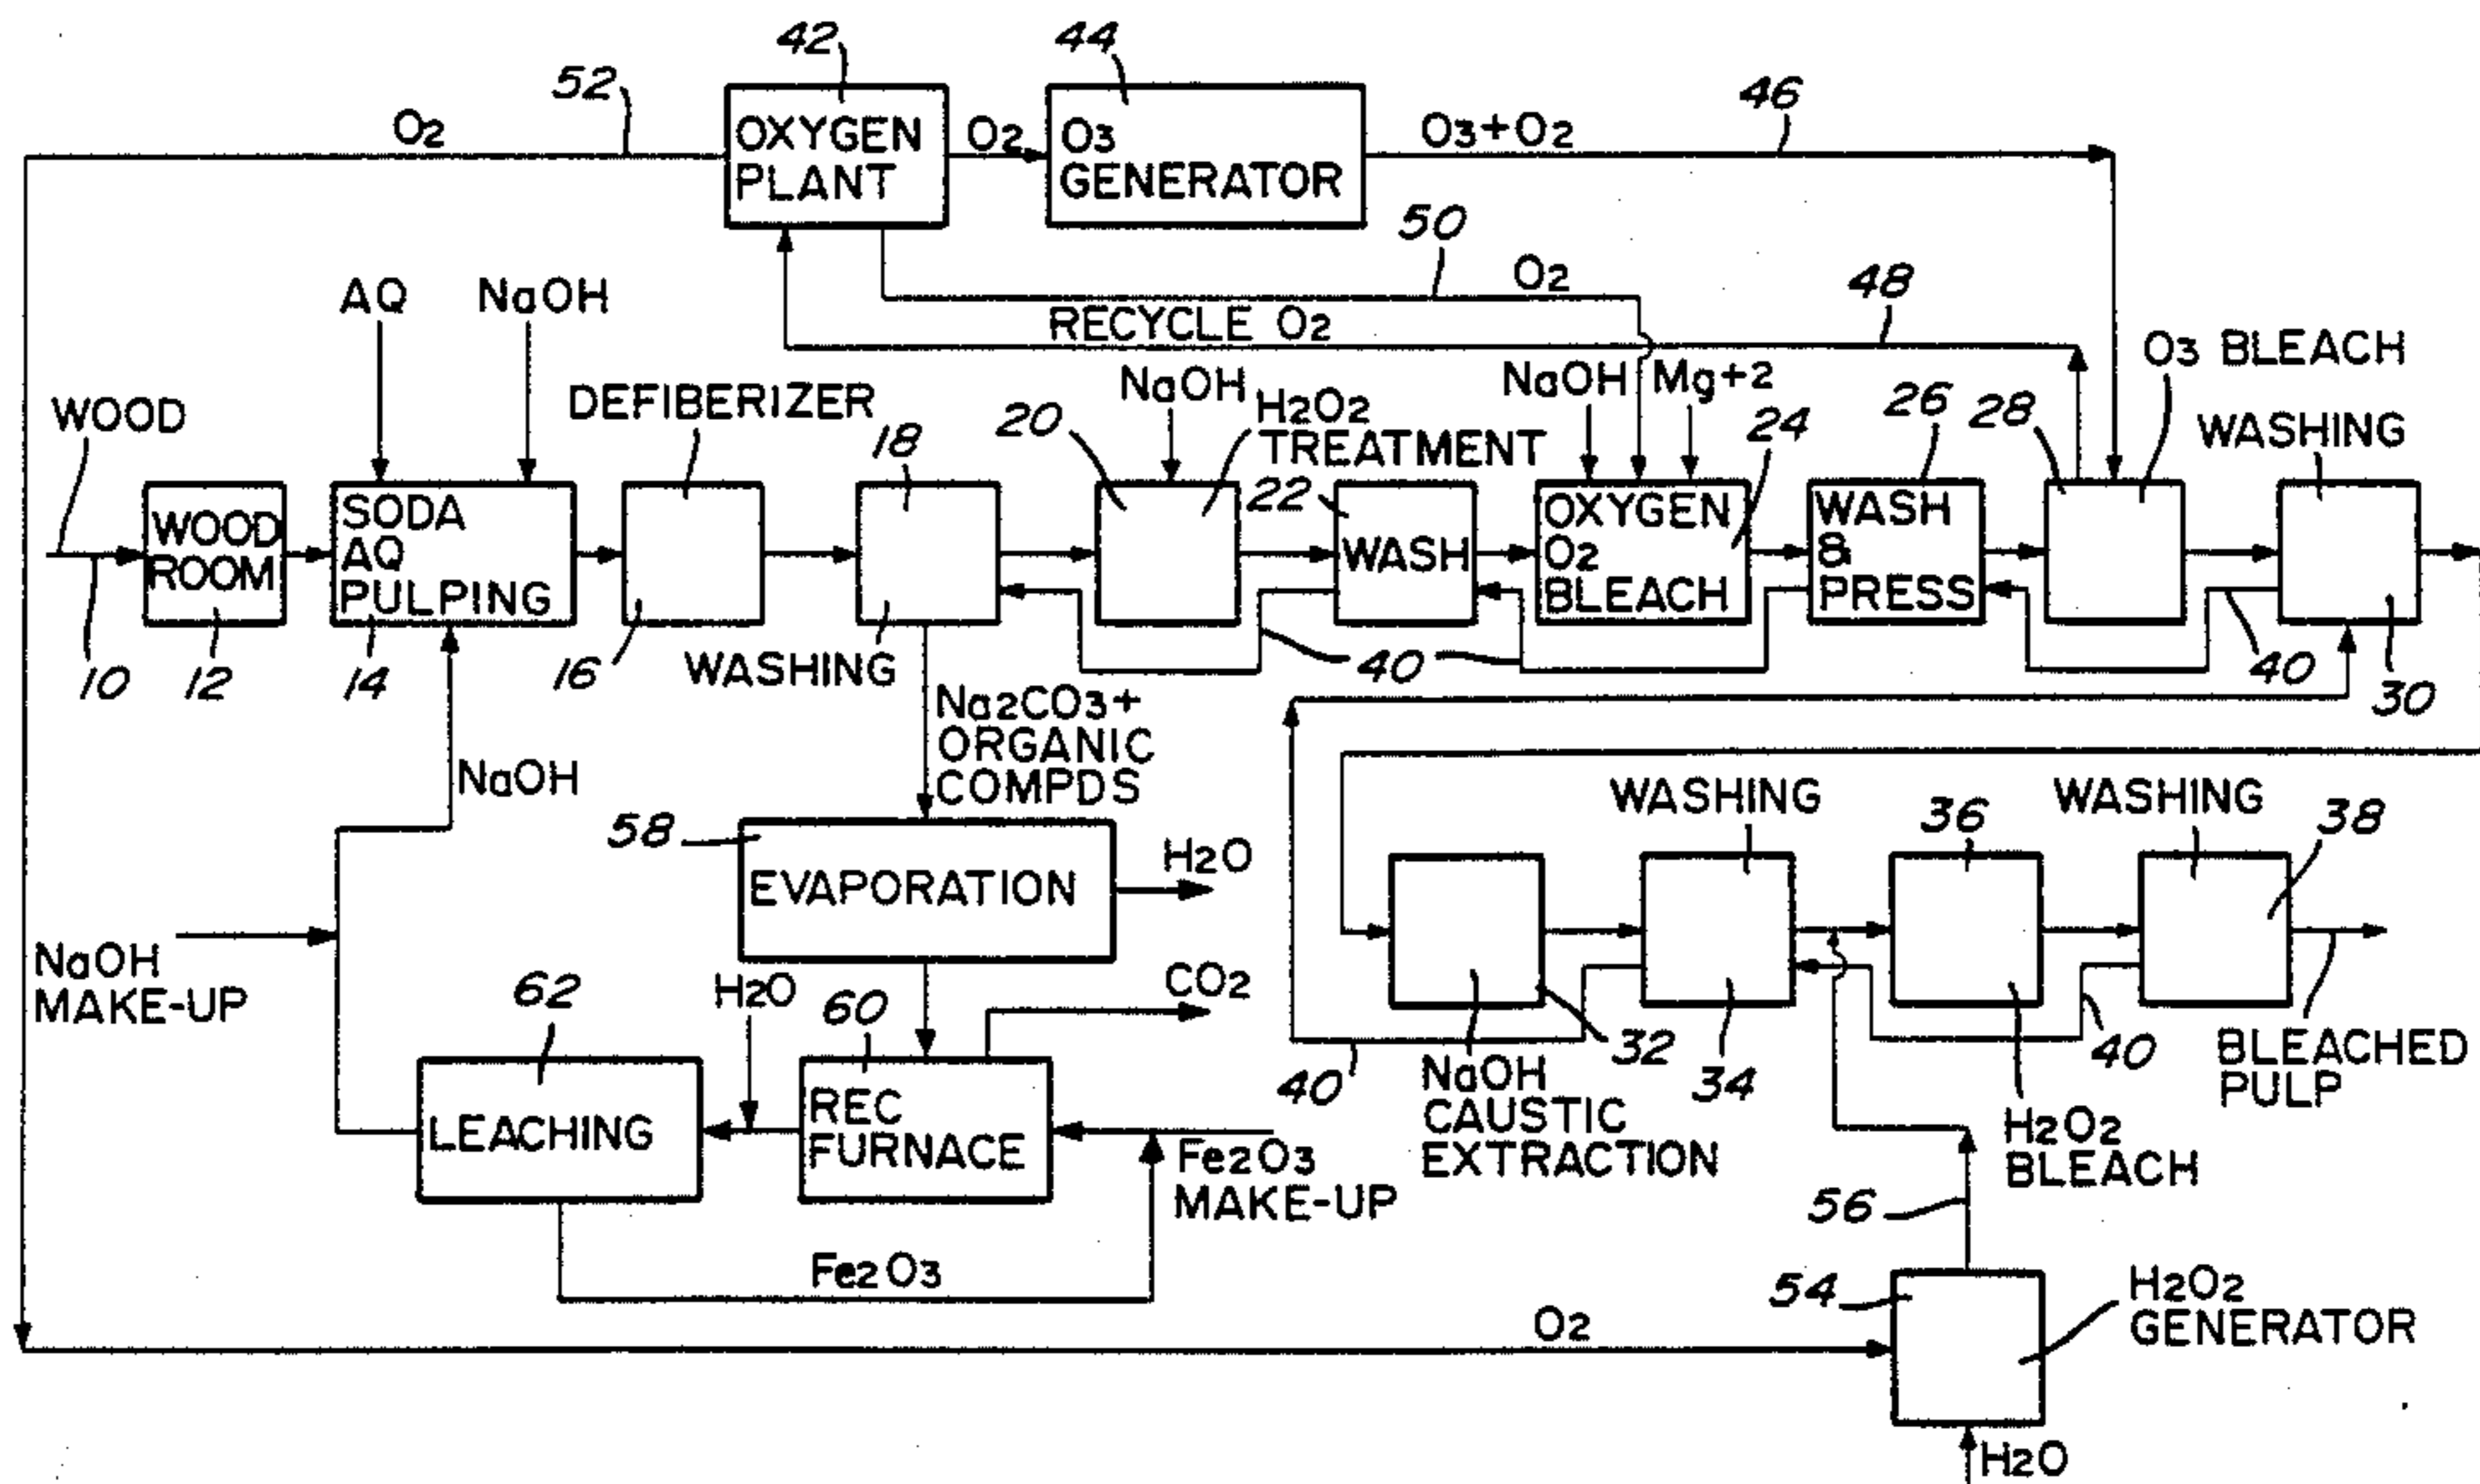 42
44
52
46
O2
OXYGEN
PLANT
O2
O3
GENERATOR
O3+O2
50
O2
48
RECYCLE O2
AQ
NaOH
O3 BLEACH
NaOH
NaOH
Mg+2
WOOD
DEFIBERIZER
18
20
H2O2
TREATMENT
22
24
26
28
WASHING
WOOD
ROOM
SODA
AQ
PULPING
WASH
OXYGEN
O2
BLEACH
WASH
&
PRESS
10
12
14
16
WASHING
40
40
30
Na2CO3+
ORGANIC
COMPDS
NaOH
58
EVAPORATION
H2O
WASHING
36
WASHING
38
NaOH
MAKE-UP
62
H2O
60
CO2
LEACHING
REC
FURNACE
Fe2O3
MAKE-UP
Fe2O3
40
NaOH
CAUSTIC
EXTRACTION
32
34
H2O2
BLEACH
40
BLEACHED
PULP
56
54
H2O2
GENERATOR
O2
H2O